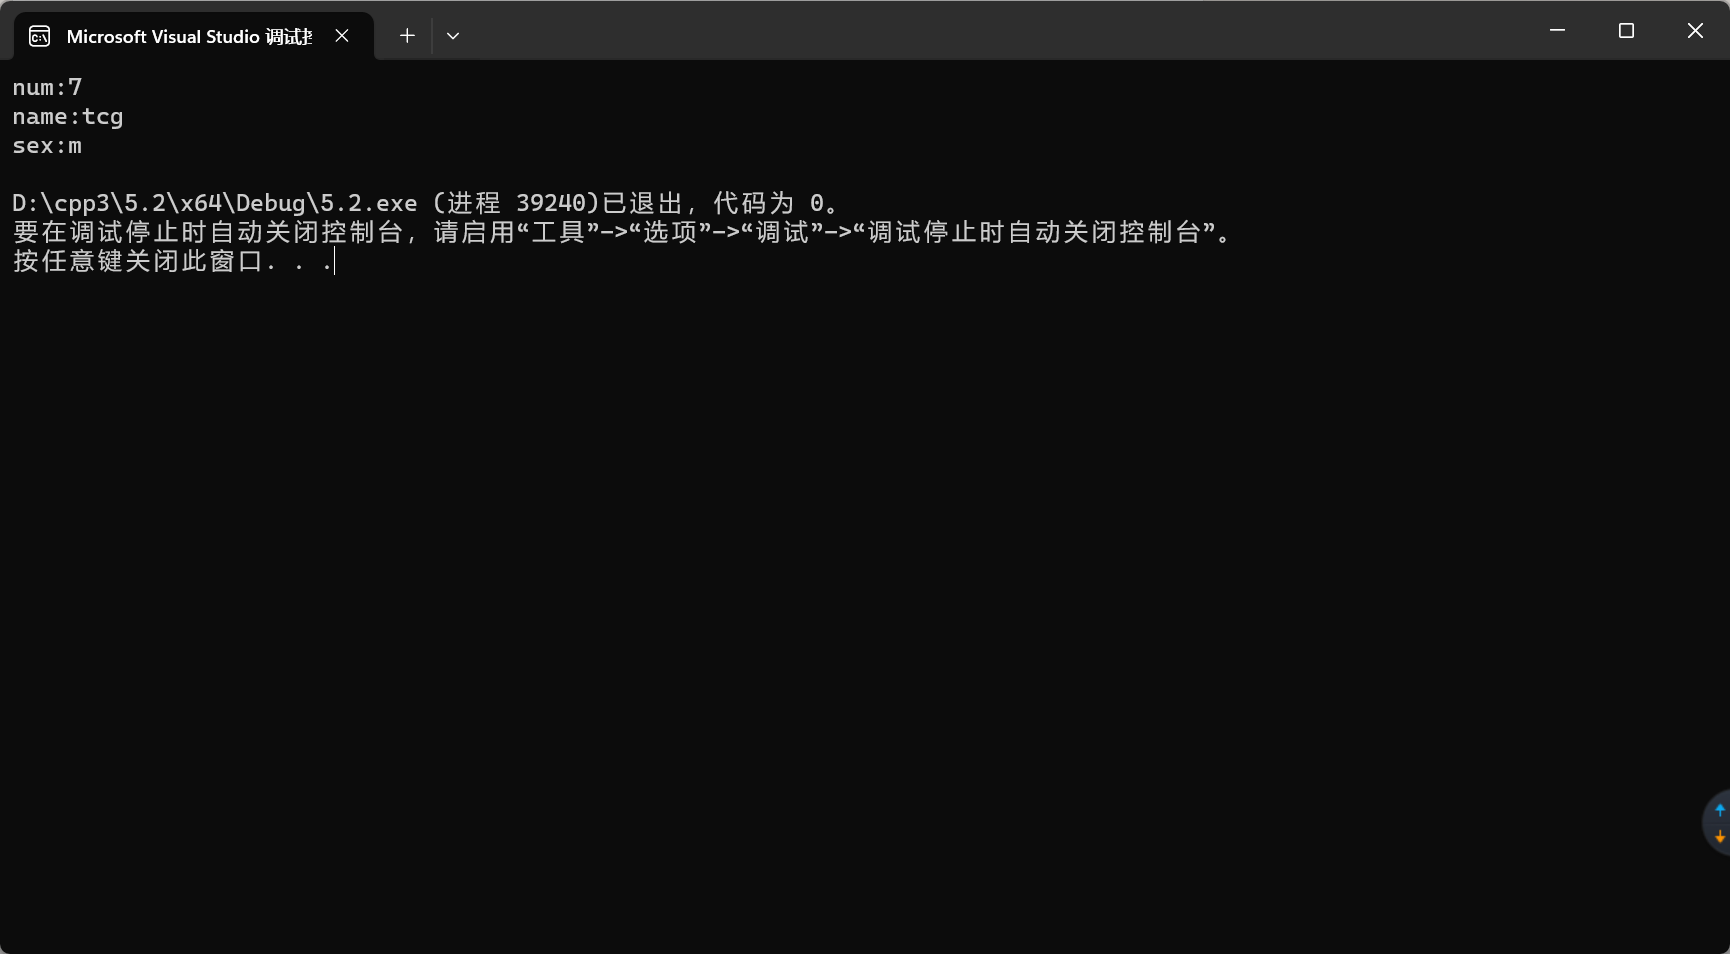 Microsoft Visual Studio 调试
num:7
name:tcg
sex:m
D:\cpp3\5.2\x64\Debug\5.2.exe (进程 39240)已退出，代码为 0。
要在调试停止时自动关闭控制台，请启用“工具”->“选项”->“调试”->“调试停止时自动关闭控制台”。
按任意键关闭此窗口. . .